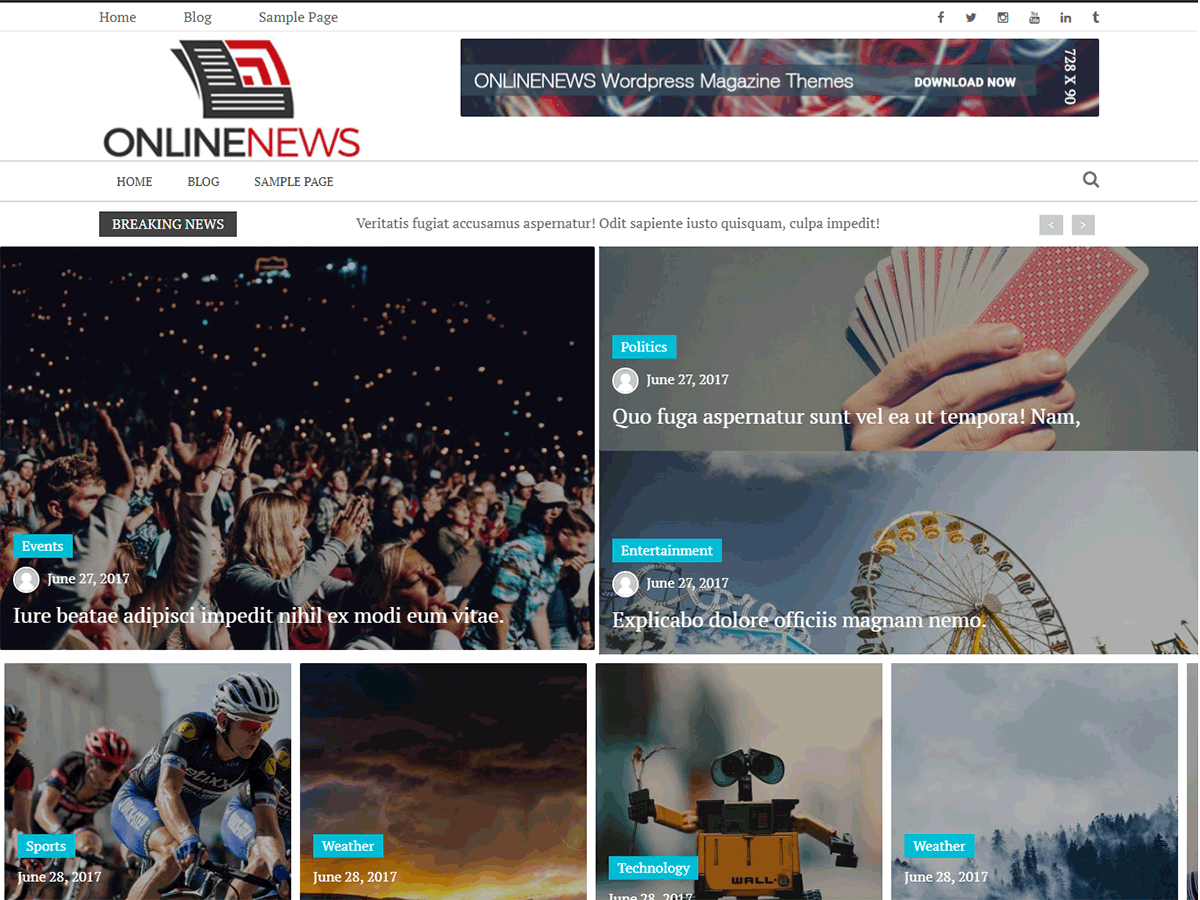 Home Blog Sample Page
ONLINENEWS Wordpress Magazine Themes DOWNLOAD NOW 728 X 90
ONLINENEWS
HOME BLOG SAMPLE PAGE
BREAKING NEWS Veritatis fugiat accusamus aspernatur! Odit sapiente iusto quisquam, culpa impedit! < >
Events
June 27, 2017
Iure beatae adipisci impedit nihil ex modi eum vitae.
Politics
June 27, 2017
Quo fuga aspernatur sunt vel ea ut tempora! Nam,
Entertainment
June 27, 2017
Explicabo dolore officiis magnam nemo.
Sports
June 28, 2017
Weather
June 28, 2017
WALL·E
Technology
June 28, 2017
Weather
June 28, 2017